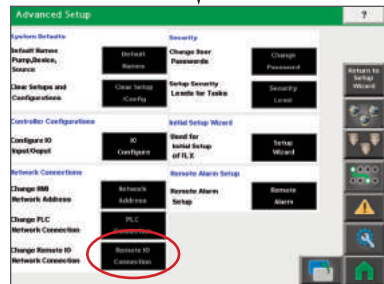 Advanced Setup
?
System Defaults
Default Names
Pump,Device,
Source
Default
Names
Clear Setups and
Configurations
Clear Setup
/Config
Controller Configurations
Configure IO
Input/Ouput
IO
Configure
Network Connections
Change HMI
Network Address
Network
Address
Change PLC
Network Connection
PLC
Connection
Change Remote IO
Network Connection
Remote IO
Connection
Security
Change User
Passwords
Change
Password
Setup Security
Levels for Tasks
Security
Level
Initial Setup Wizard
Used for
Initial Setup
of
Setup
Wizard
Remote Alarm Setup
Remote Alarm
Setup
Remote
Alarm
Return to
Setup
Wizard